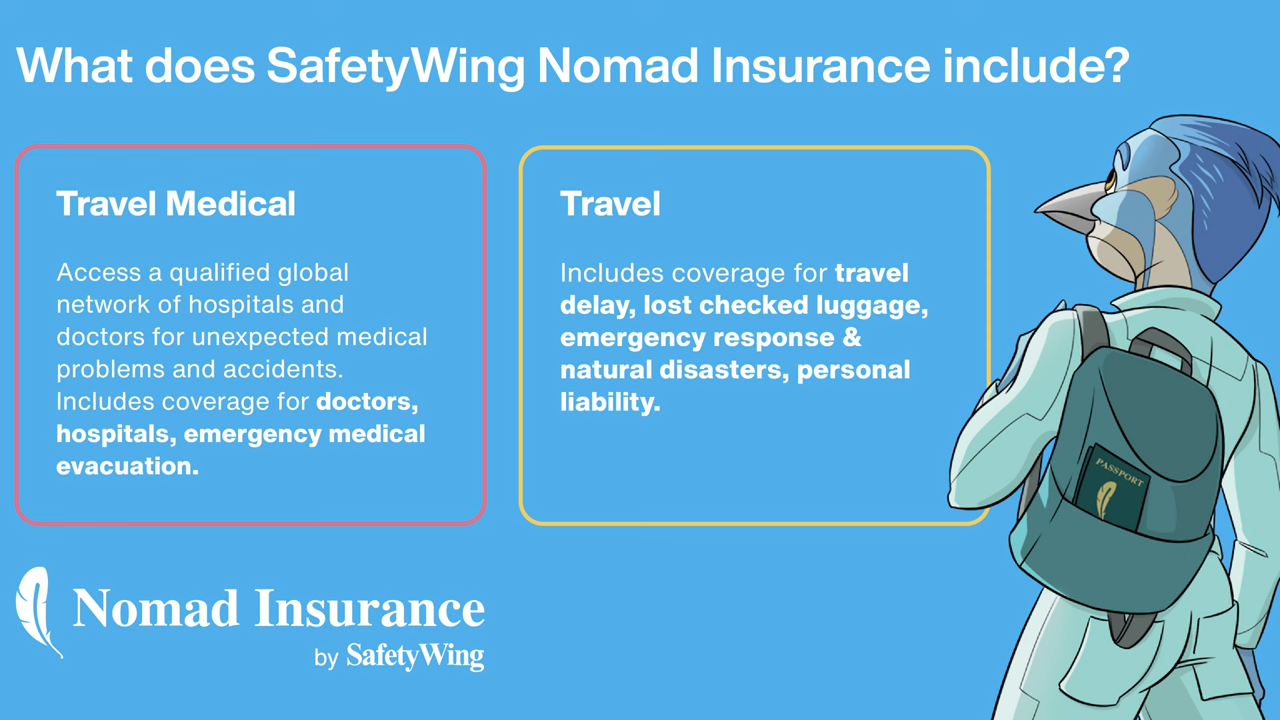 What does SafetyWing Nomad Insurance include?
Travel Medical
Access a qualified global
network of hospitals and
doctors for unexpected medical
problems and accidents.
Includes coverage for doctors,
hospitals, emergency medical
evacuation.
Travel
Includes coverage for travel
delay, lost checked luggage,
emergency response &
natural disasters, personal
liability.
PASSPORT
Nomad Insurance
by SafetyWing